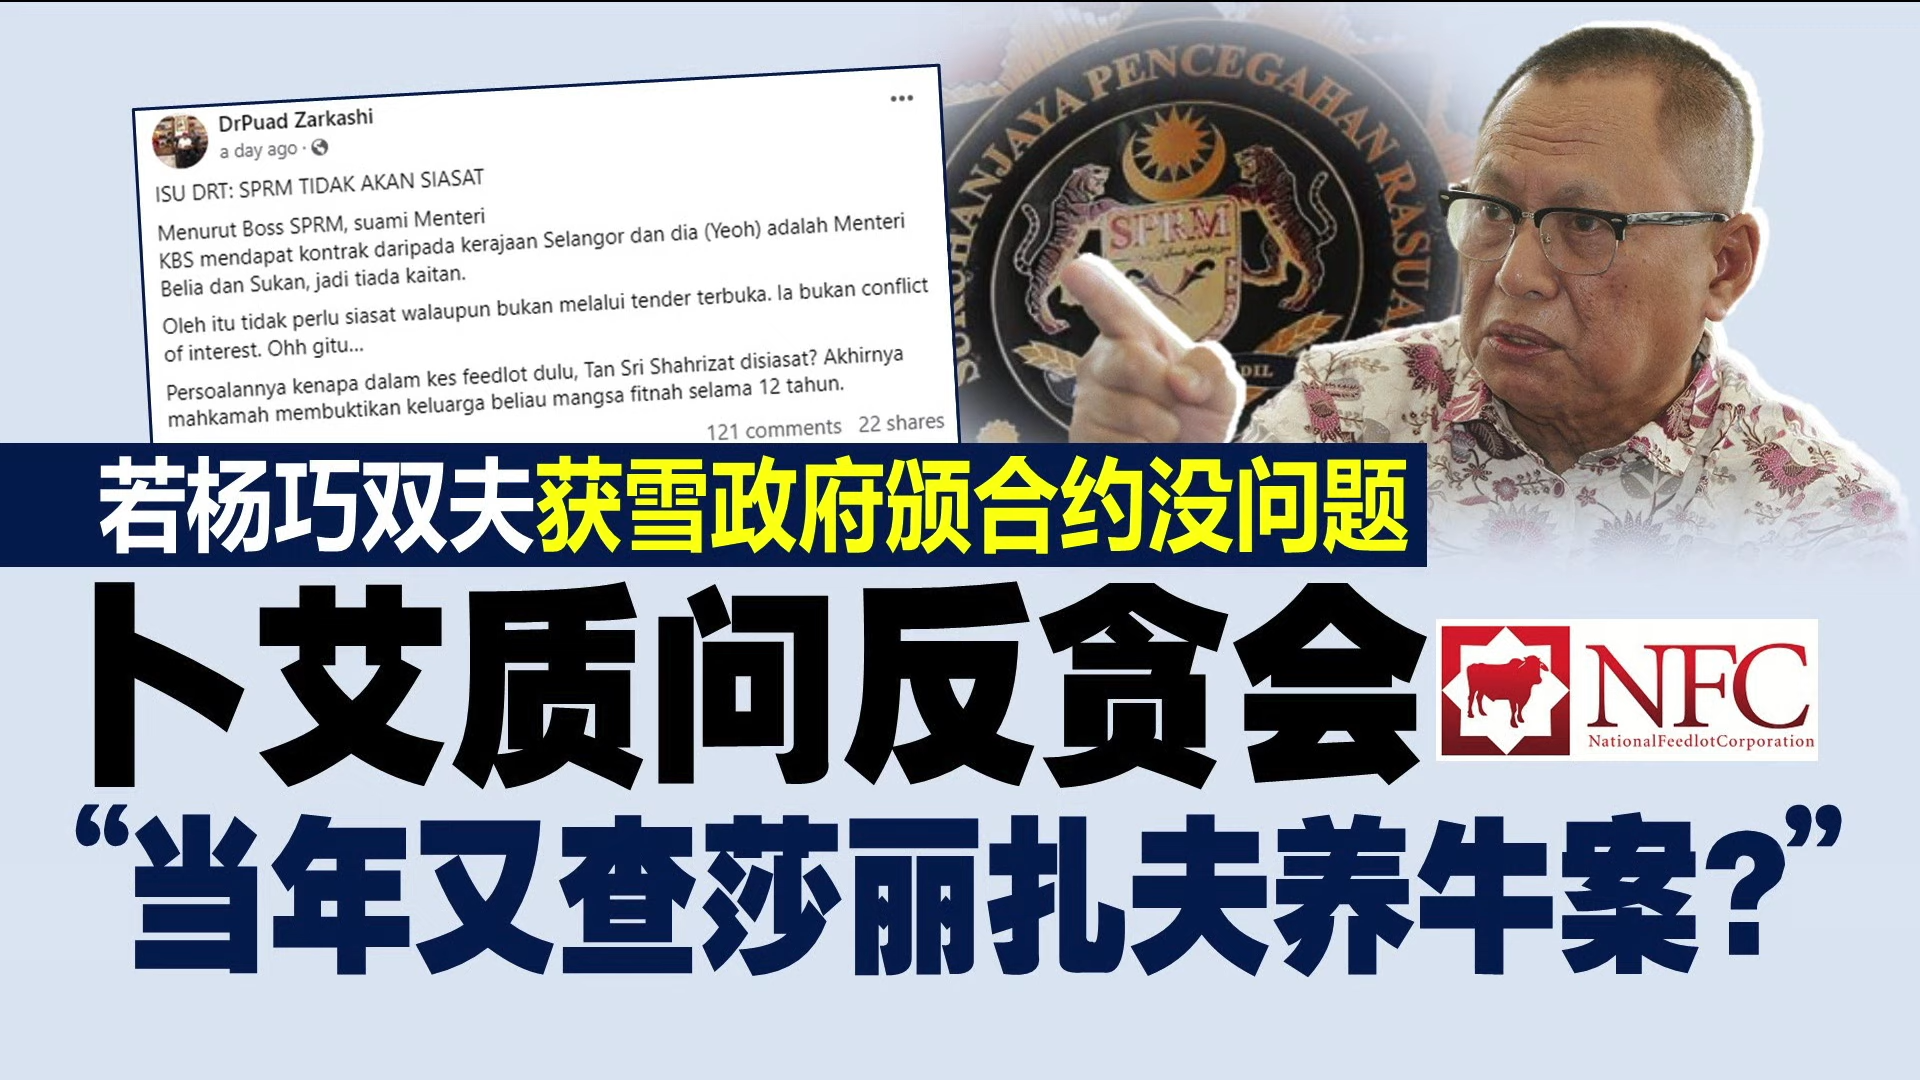 DrPuad Zarkashi
a day ago ·
ISU DRT: SPRM TIDAK AKAN SIASAT
Menurut Boss SPRM, suami Menteri
KBS mendapat kontrak daripada kerajaan Selangor dan dia (Yeoh) adalah Menteri
Belia dan Sukan, jadi tiada kaitan.
Oleh itu tidak perlu siasat walaupun bukan melalui tender terbuka. Ia bukan conflict
of interest. Ohh gitu...
Persoalannya kenapa dalam kes feedlot dulu, Tan Sri Shahrizat disiasat? Akhirnya
mahkamah membuktikan keluarga beliau mangsa fitnah selama 12 tahun.
121 comments 22 shares
SURUHANJAYA PENCEGAHAN RASUA
SPRM
DIL
若杨巧双夫获雪政府颁合约没问题
卜艾质问反贪会
NFC
NationalFeedlotCorporation
“当年又查莎丽扎夫养牛案?”